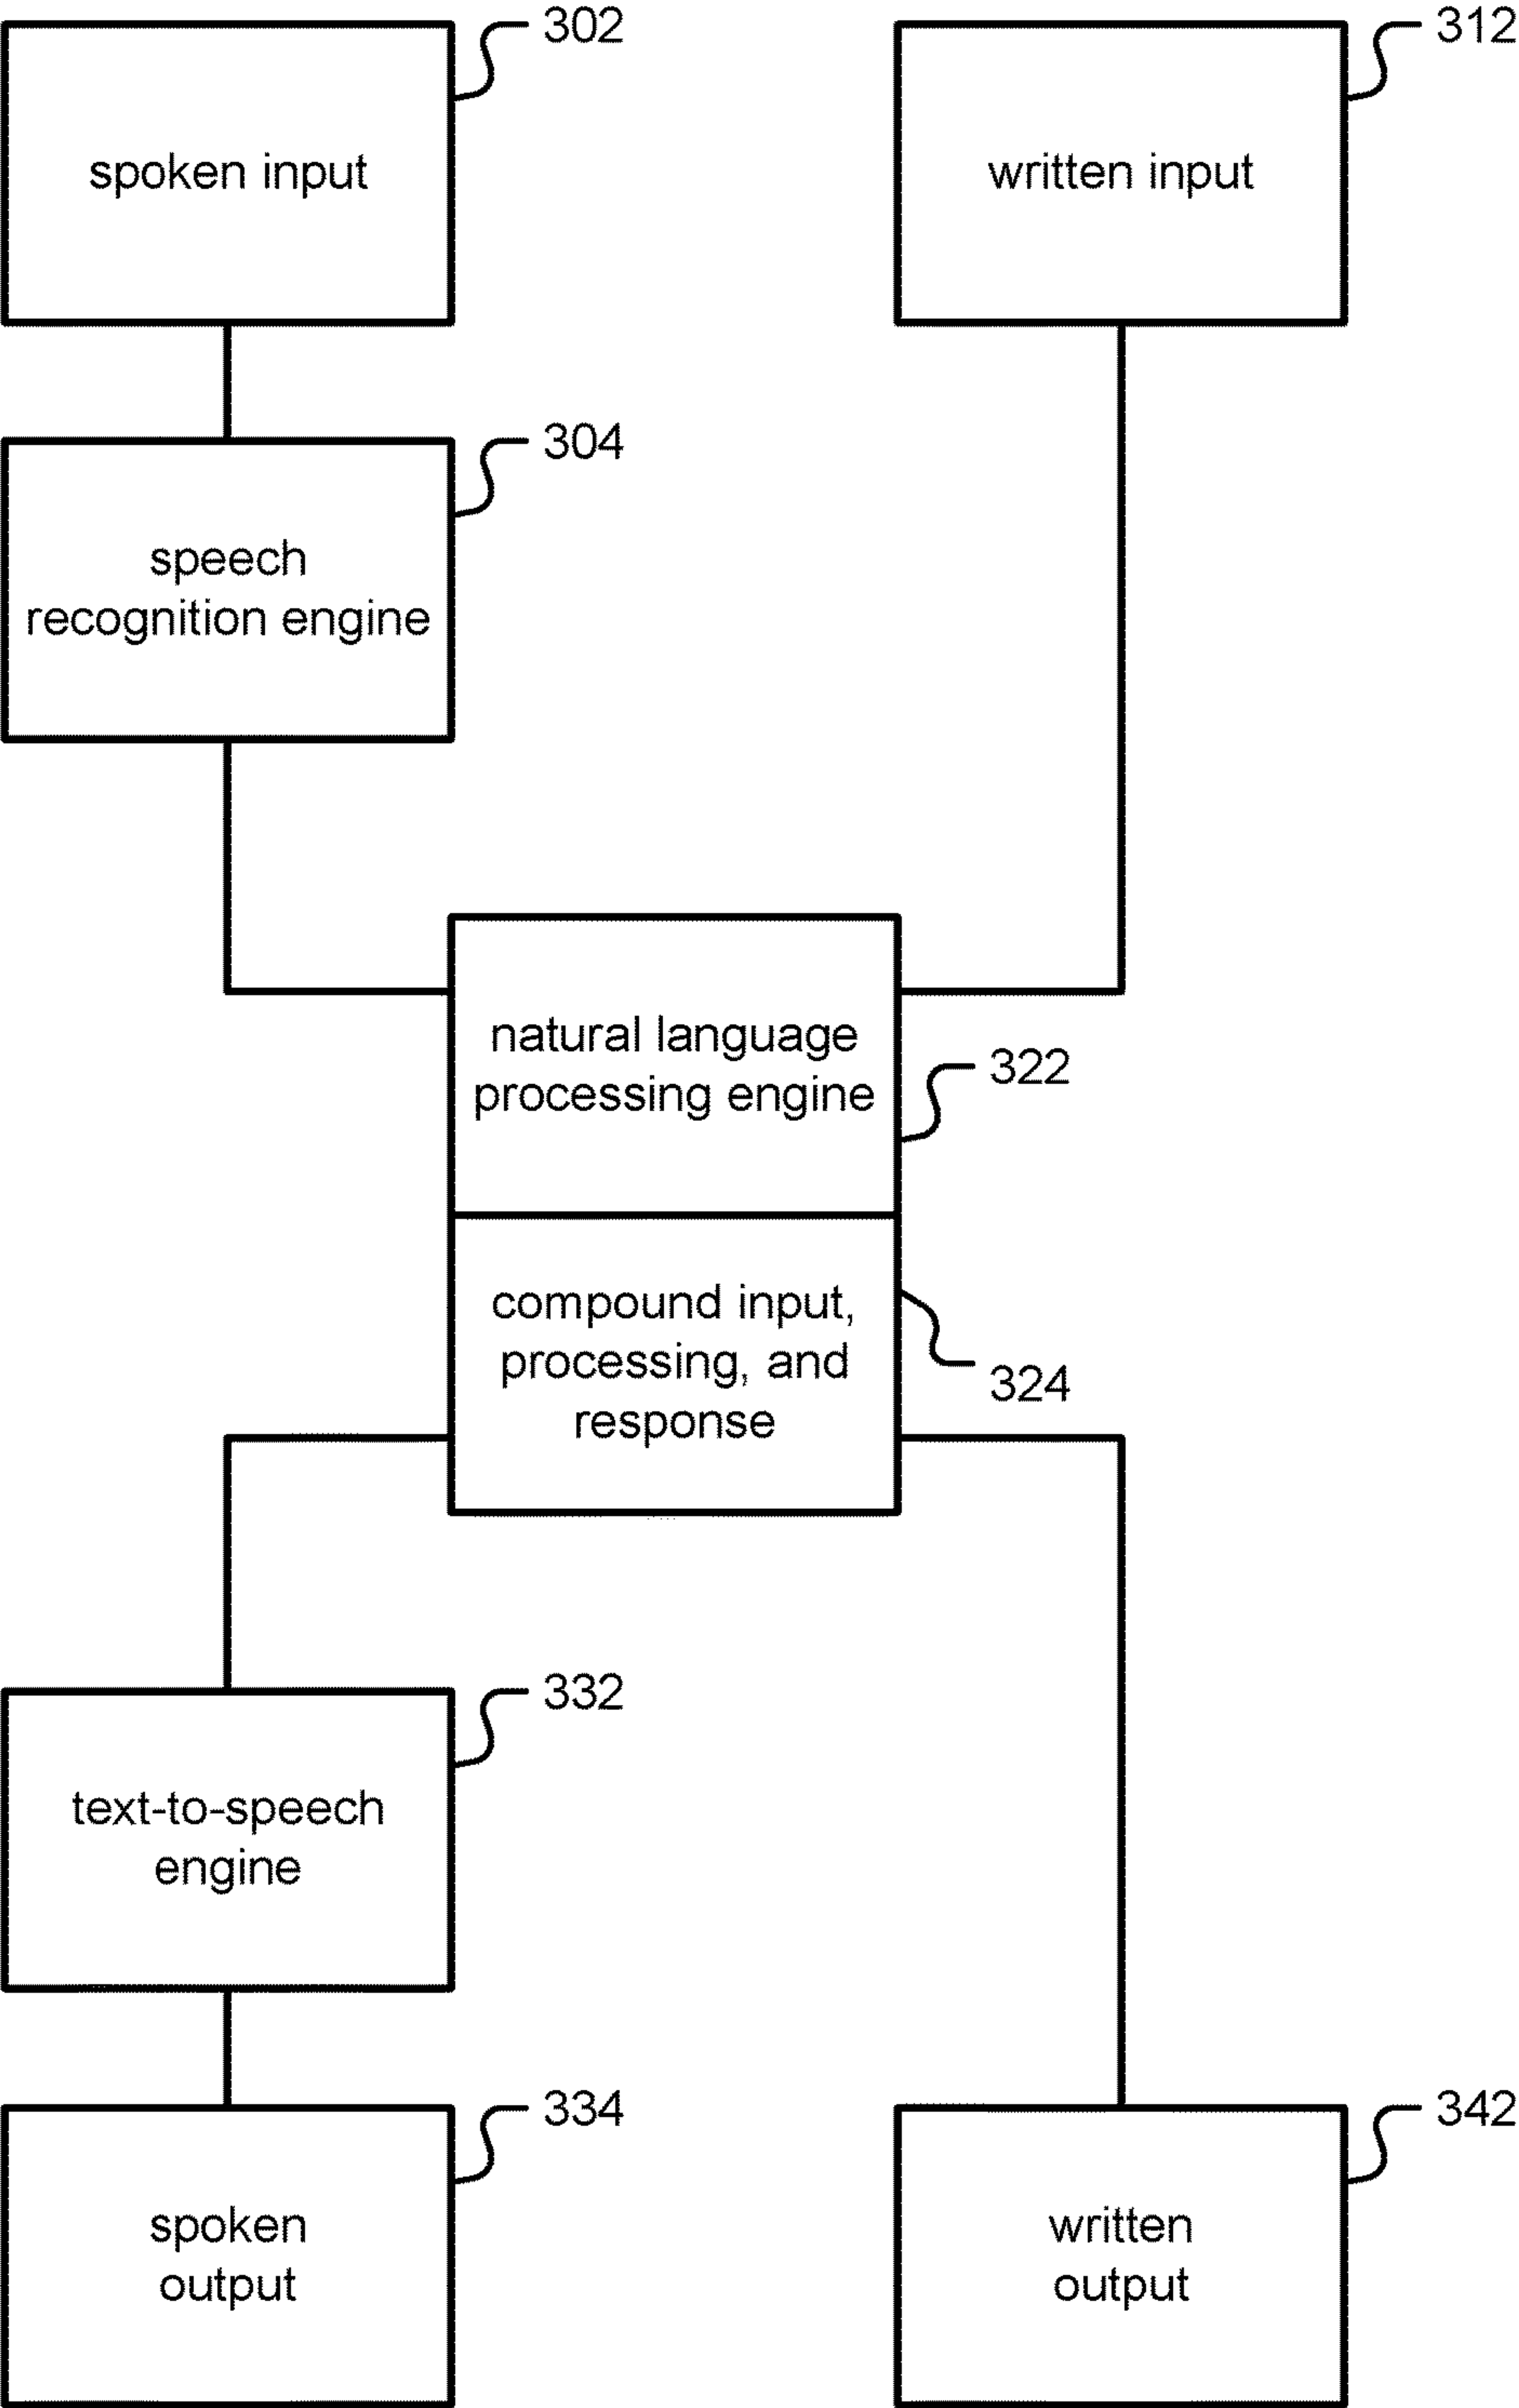 302
312
spoken input
written input
304
speech
recognition engine
natural language
processing engine
322
compound input,
processing, and
response
324
332
text-to-speech
engine
334
342
spoken
output
written
output